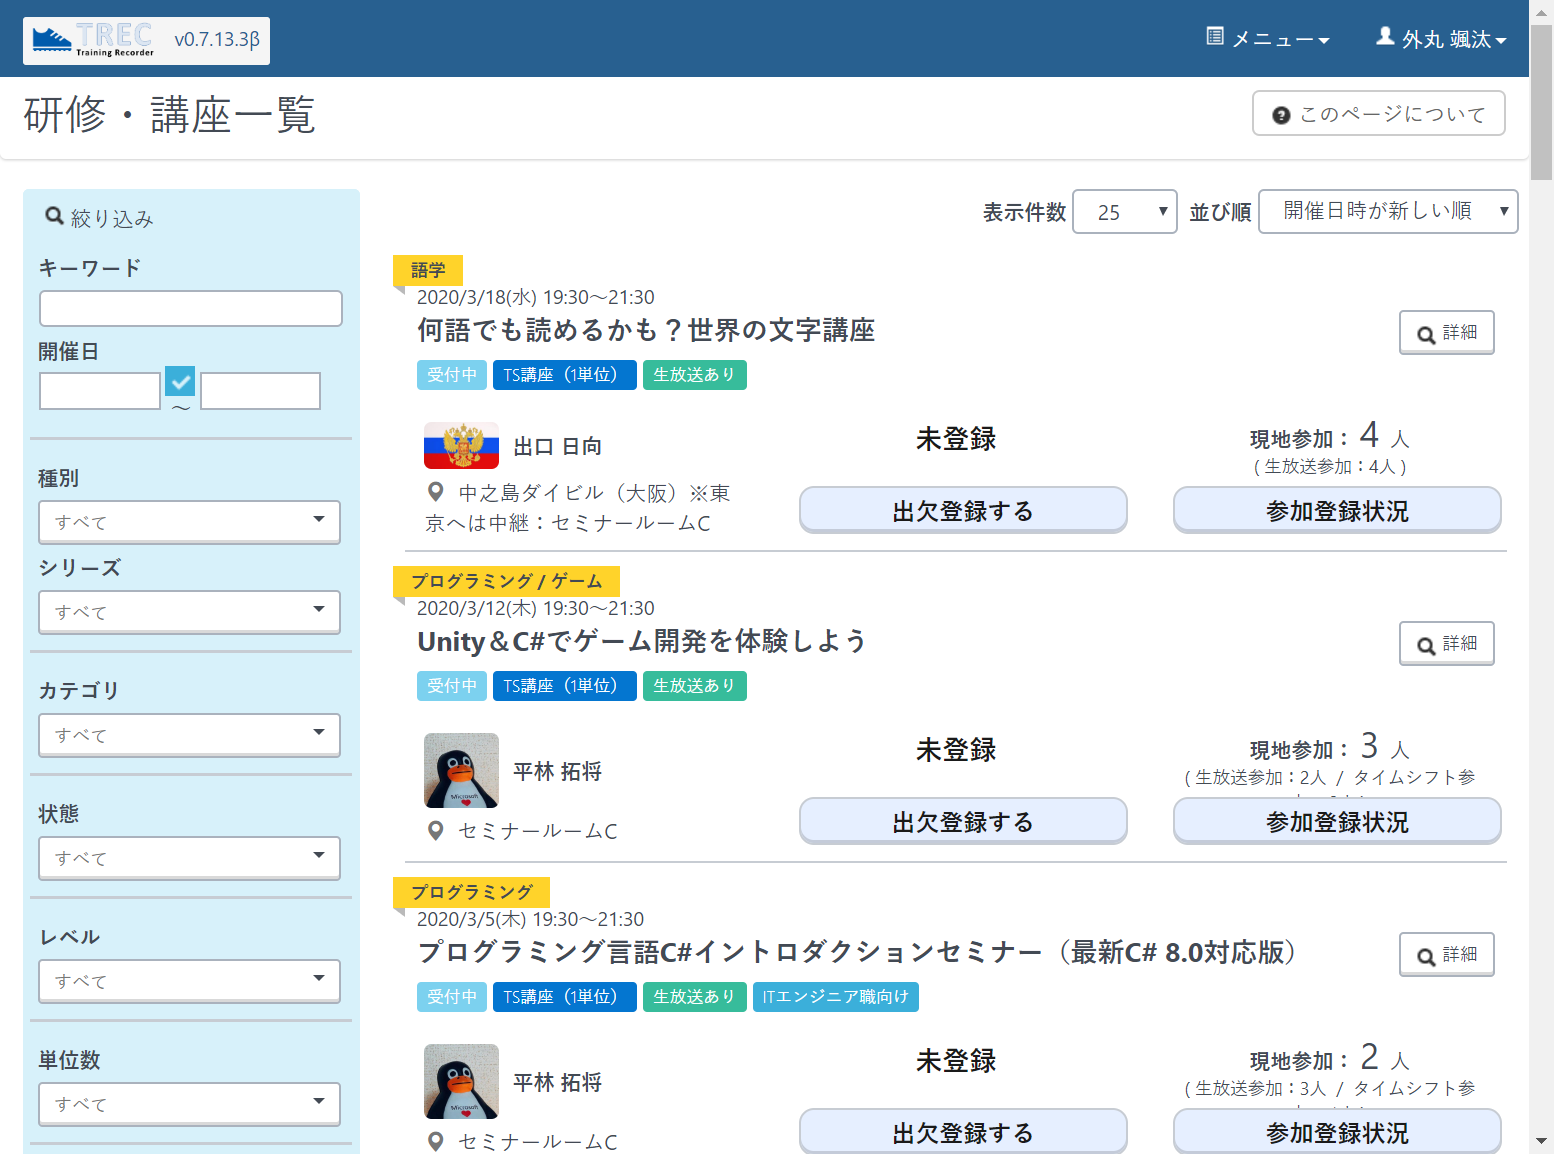 TREC
Training Recorder
v0.7.13.3β
メニュー
外丸 颯汰
研修・講座一覧
このページについて
絞り込み
キーワード
開催日
～
種別
すべて
シリーズ
すべて
カテゴリ
すべて
状態
すべて
レベル
すべて
単位数
すべて
表示件数 25 並び順 開催日時が新しい順
語学
2020/3/18(水) 19:30～21:30
何語でも読めるかも？世界の文字講座
詳細
受付中 TS講座（1単位） 生放送あり
出口 日向
中之島ダイビル（大阪）※東
京へは中継：セミナールームC
未登録
出欠登録する
現地参加： 4 人
( 生放送参加：4人 )
参加登録状況
プログラミング / ゲーム
2020/3/12(木) 19:30～21:30
Unity＆C#でゲーム開発を体験しよう
詳細
受付中 TS講座（1単位） 生放送あり
平林 拓将
セミナールームC
未登録
出欠登録する
現地参加： 3 人
( 生放送参加：2人 / タイムシフト参
参加登録状況
プログラミング
2020/3/5(木) 19:30～21:30
プログラミング言語C#イントロダクションセミナー（最新C# 8.0対応版）
詳細
受付中 TS講座（1単位） 生放送あり ITエンジニア職向け
平林 拓将
セミナールームC
未登録
出欠登録する
現地参加： 2 人
( 生放送参加：3人 / タイムシフト参
参加登録状況